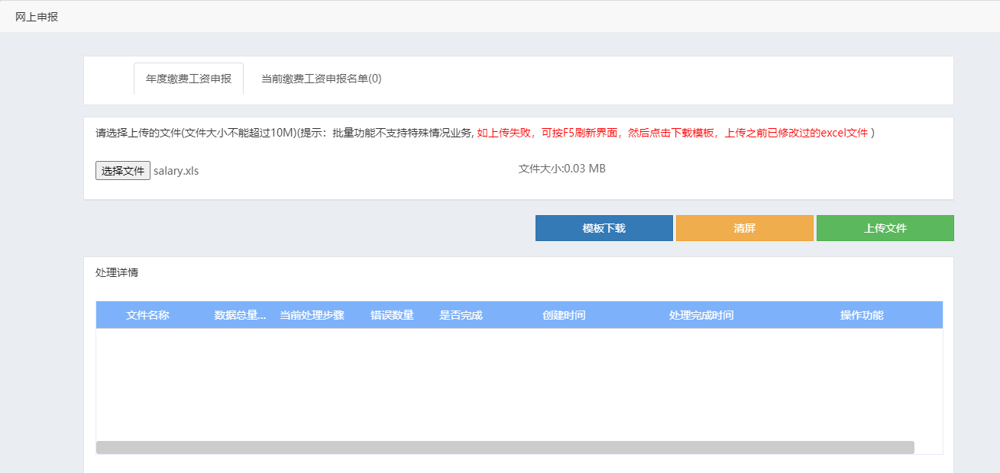 网上申报
年度缴费工资申报 当前缴费工资申报名单(0)
请选择上传的文件(文件大小不能超过10M)(提示：批量功能不支持特殊情况业务, 如上传失败，可按F5刷新界面，然后点击下载模板，上传之前已修改过的excel文件 )
选择文件 salary.xls 文件大小:0.03 MB
模板下载 清屏 上传文件
处理详情
文件名称 数据总量... 当前处理步骤 错误数量 是否完成 创建时间 处理完成时间 操作功能